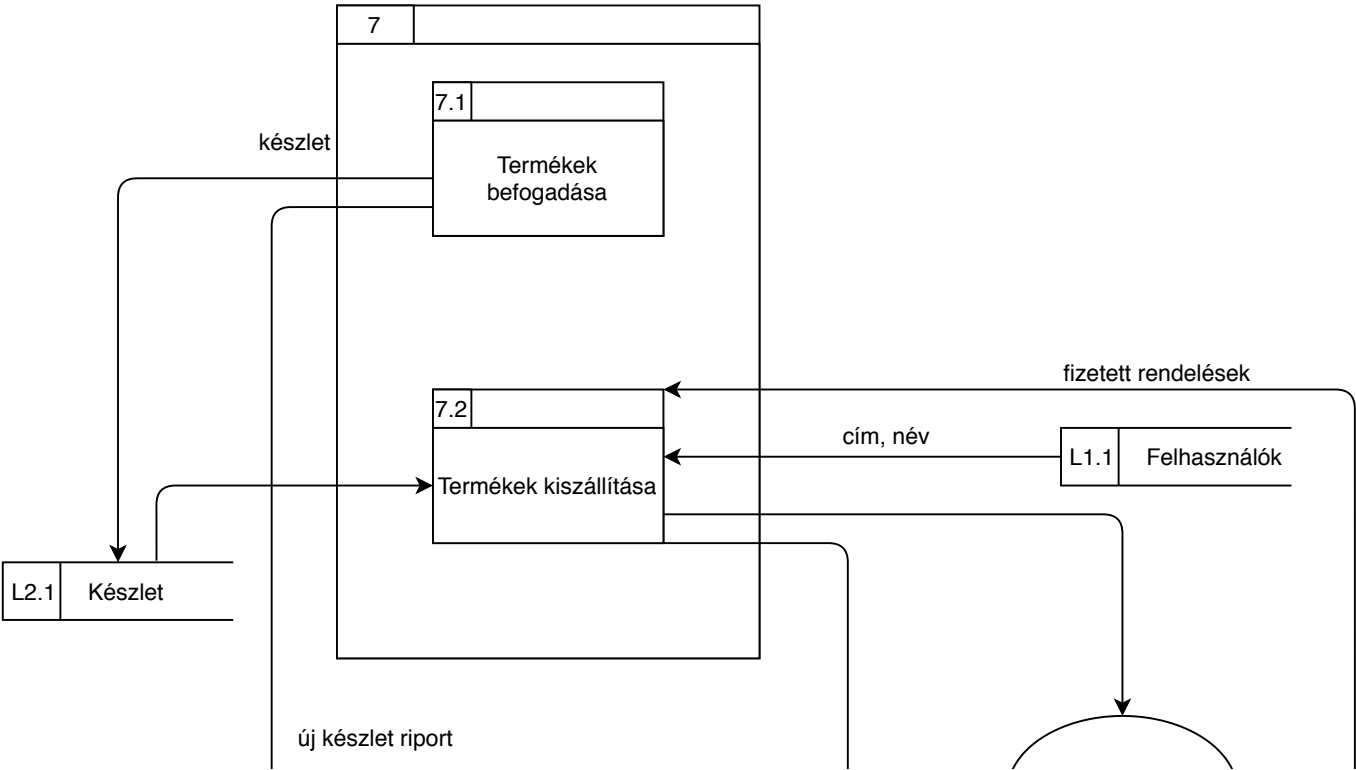 7
7.1
készlet
Termékek
befogadása
fizetett rendelések
7.2
cím, név
L1.1
Felhasználók
Termékek kiszállítása
L2.1
Készlet
új készlet riport